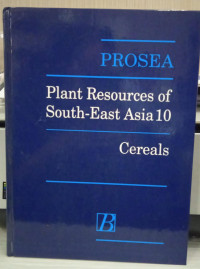 PROSEA
Plant Resources of
South-East Asia 10
Cereals
B